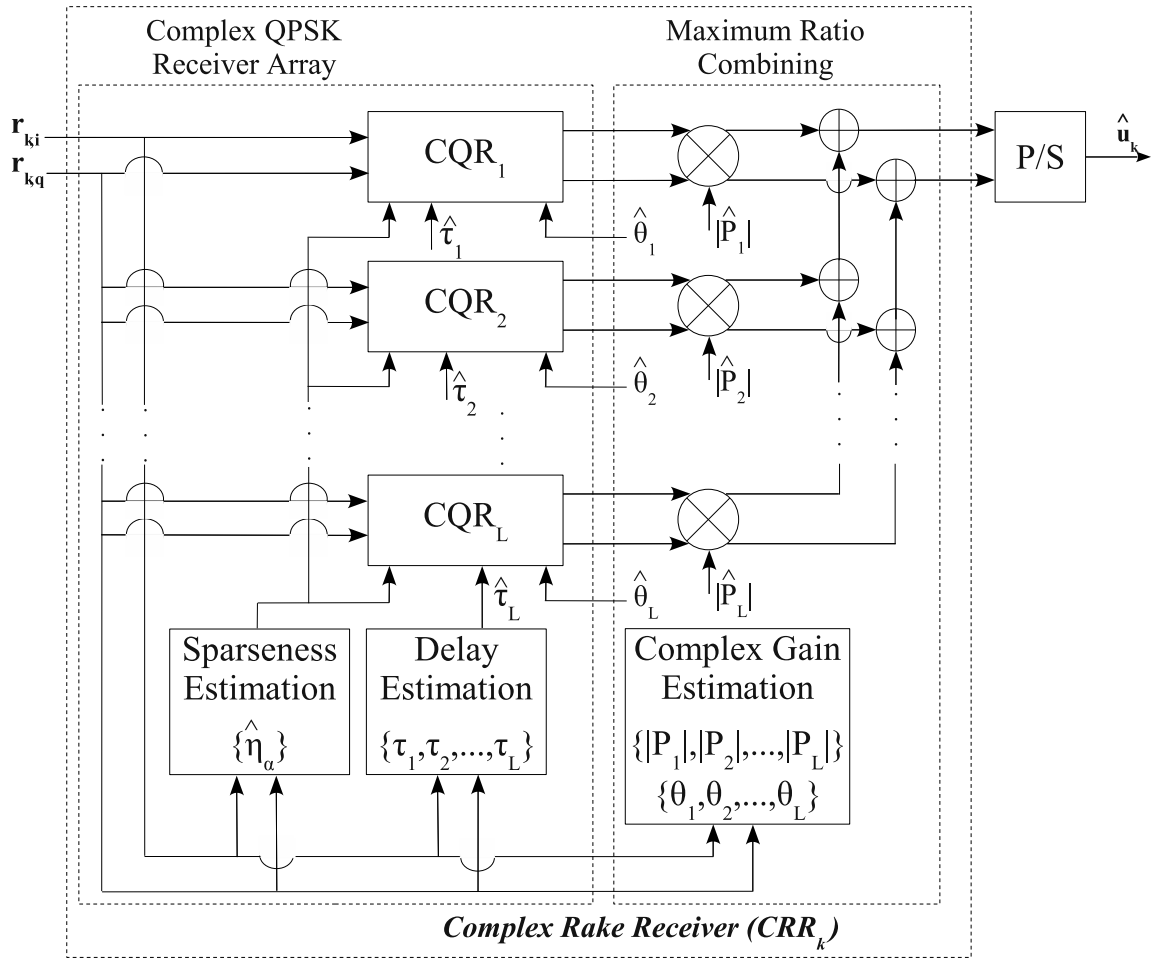 Complex QPSK
Receiver Array
Maximum Ratio
Combining
r_{k,i}
r_{k,q}
CQR_1
P/S
û_k
τ̂_1
θ̂_1
|P̂_1|
CQR_2
τ̂_2
θ̂_2
|P̂_2|
CQR_L
τ̂_L
θ̂_L
|P̂_L|
Sparseness
Estimation
{η̂_α}
Delay
Estimation
{τ_1,τ_2,...,τ_L}
Complex Gain
Estimation
{|P_1|,|P_2|,...,|P_L|}
{θ_1,θ_2,...,θ_L}
Complex Rake Receiver (CRR_k)